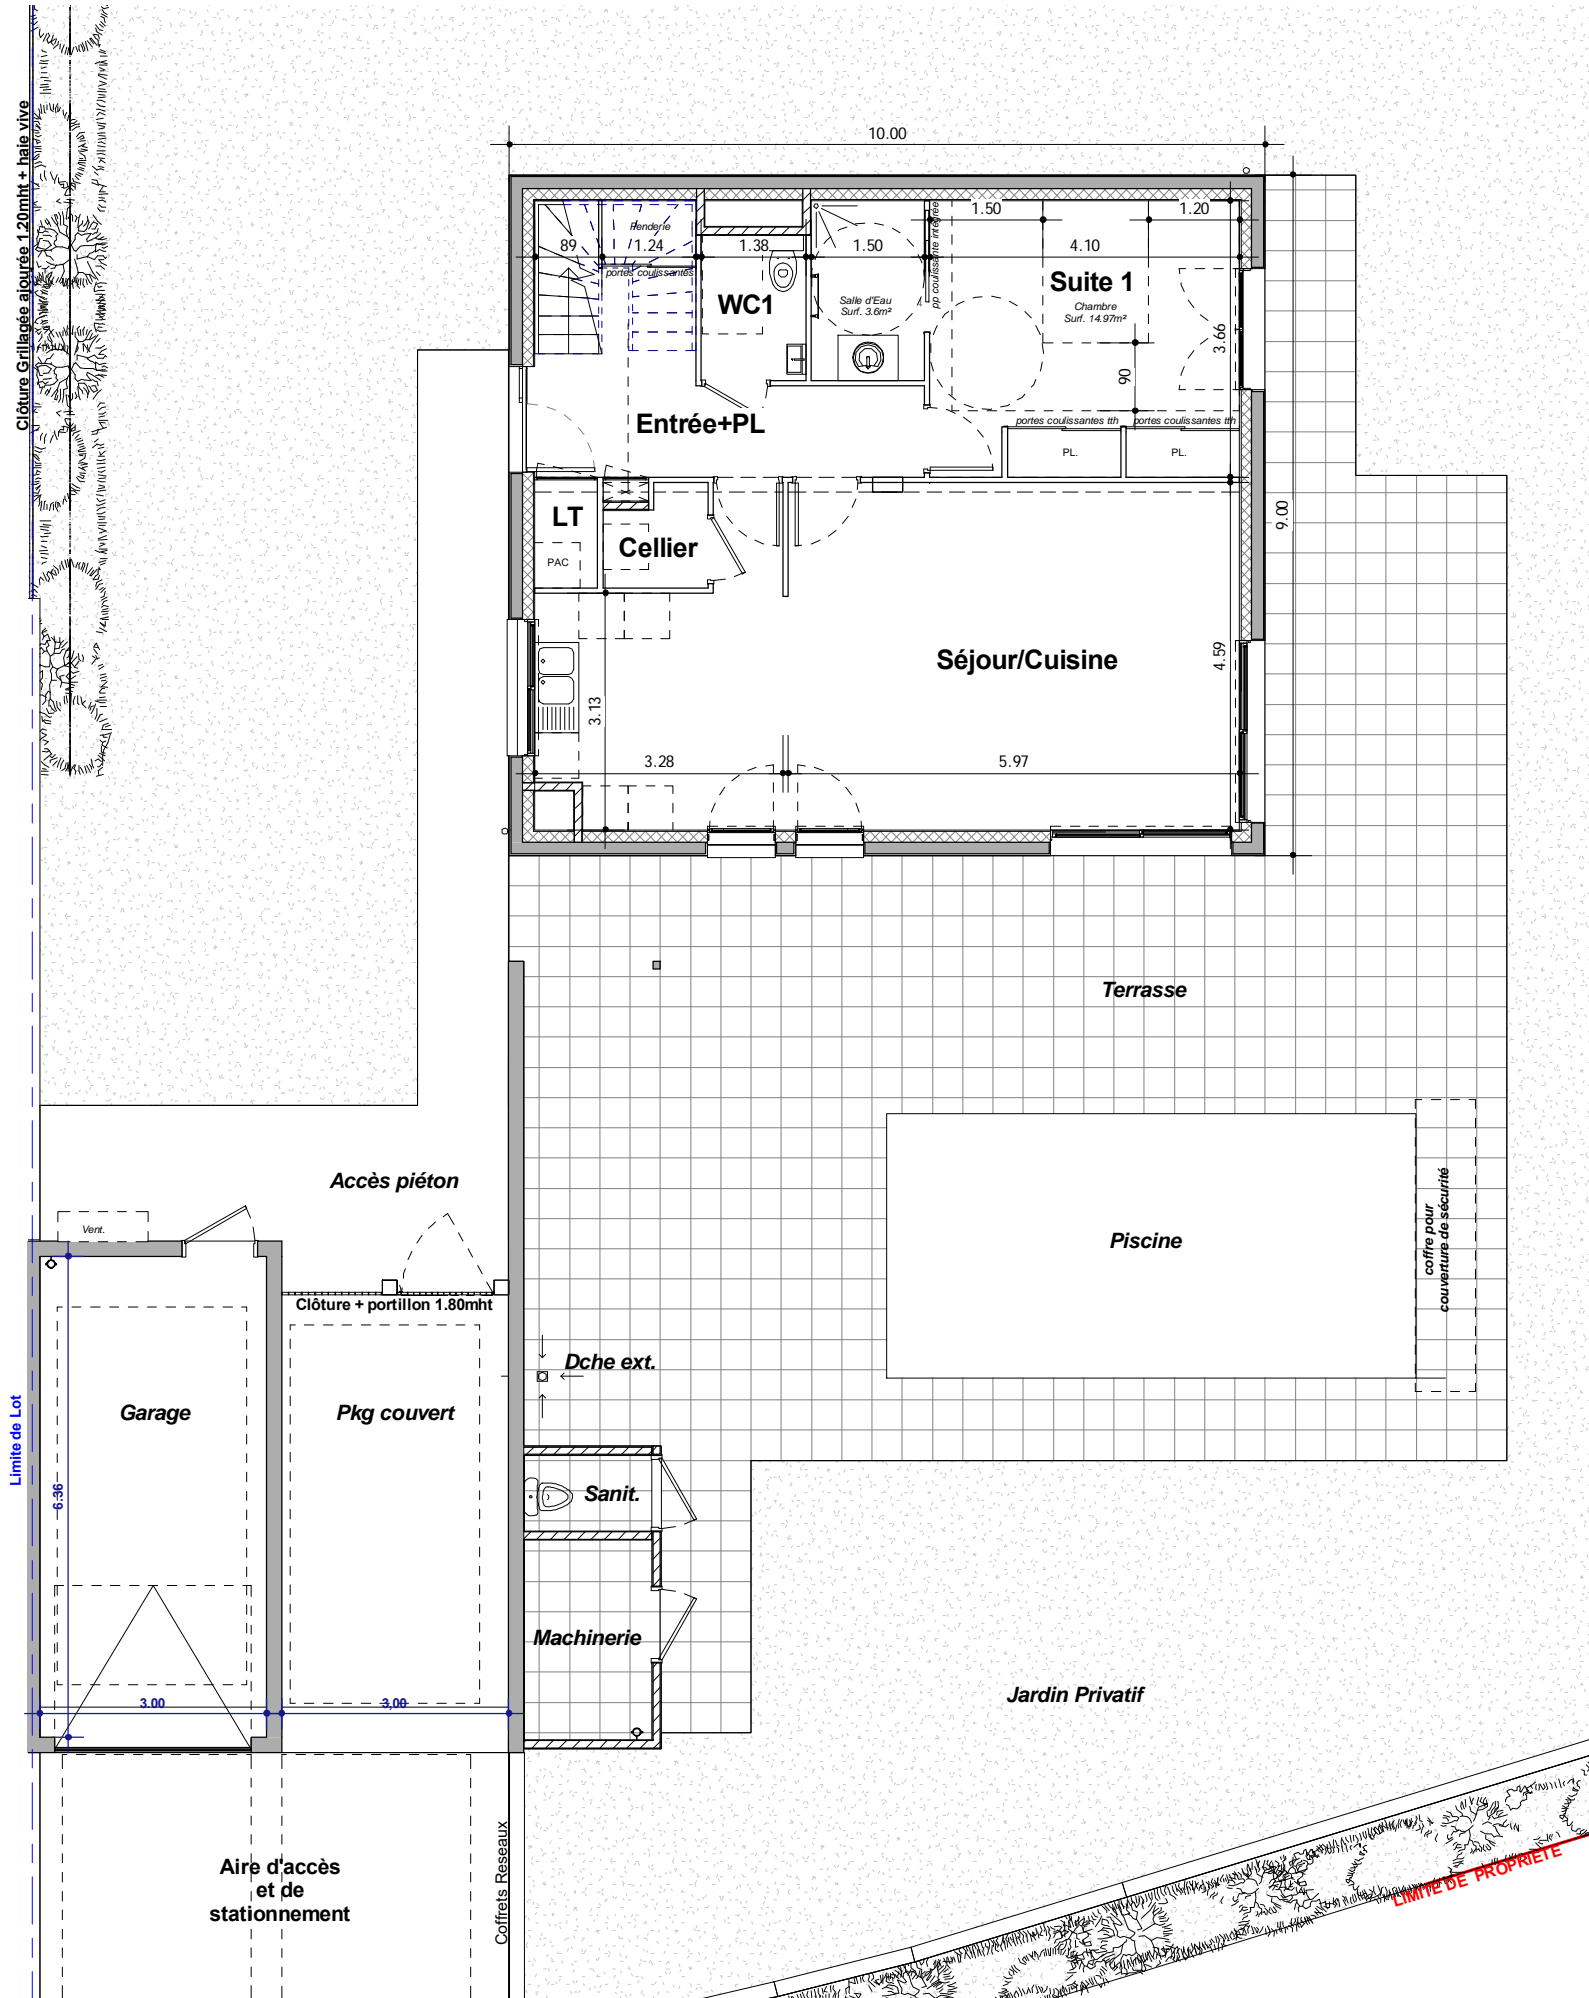 Clôture Grillagée ajourée 1.20mht + haie vive
10.00
1.50
1.20
Penderie
89
1.24
1.38
1.50
4.10
portes coulissantes
pp coulissante intégrée
Suite 1
WC1
Salle d'Eau
Surf. 3.6m²
Chambre
Surf. 14.97m²
3.66
90
Entrée+PL
portes coulissantes tth
portes coulissantes tth
PL.
PL.
LT
9.00
Cellier
PAC
Séjour/Cuisine
4.59
3.13
3.28
5.97
Terrasse
Accès piéton
Vent.
Piscine
coffre pour
couverture de sécurité
Clôture + portillon 1.80mht
Dche ext.
Garage
Pkg couvert
Limite de Lot
6.36
Sanit.
Machinerie
3.00
3,00
Jardin Privatif
Coffrets Reseaux
Aire d'accès
et de
stationnement
LIMITE DE PROPRIETE